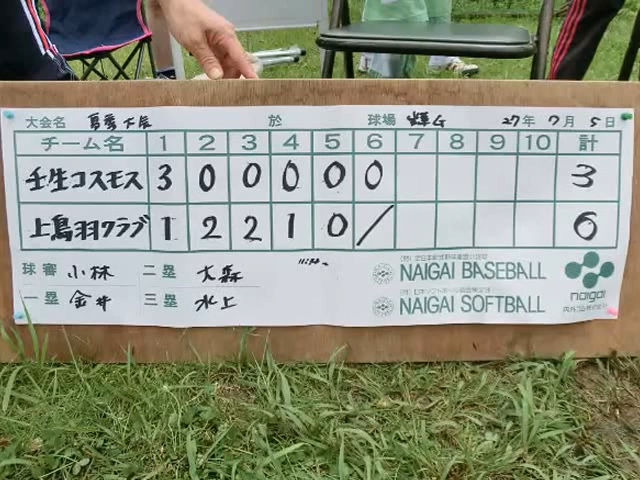 大会名 夏季大会 於 球場 27年 7月 5日
チーム名 1 2 3 4 5 6 7 8 9 10 計
壬生コスモス 3 0 0 0 0 0 3
上鳥羽クラブ 1 2 2 1 0 / 6
球審 小林 二塁 大森
一塁 金井 三塁 水上
NAIGAI BASEBALL
NAIGAI SOFTBALL
naigai